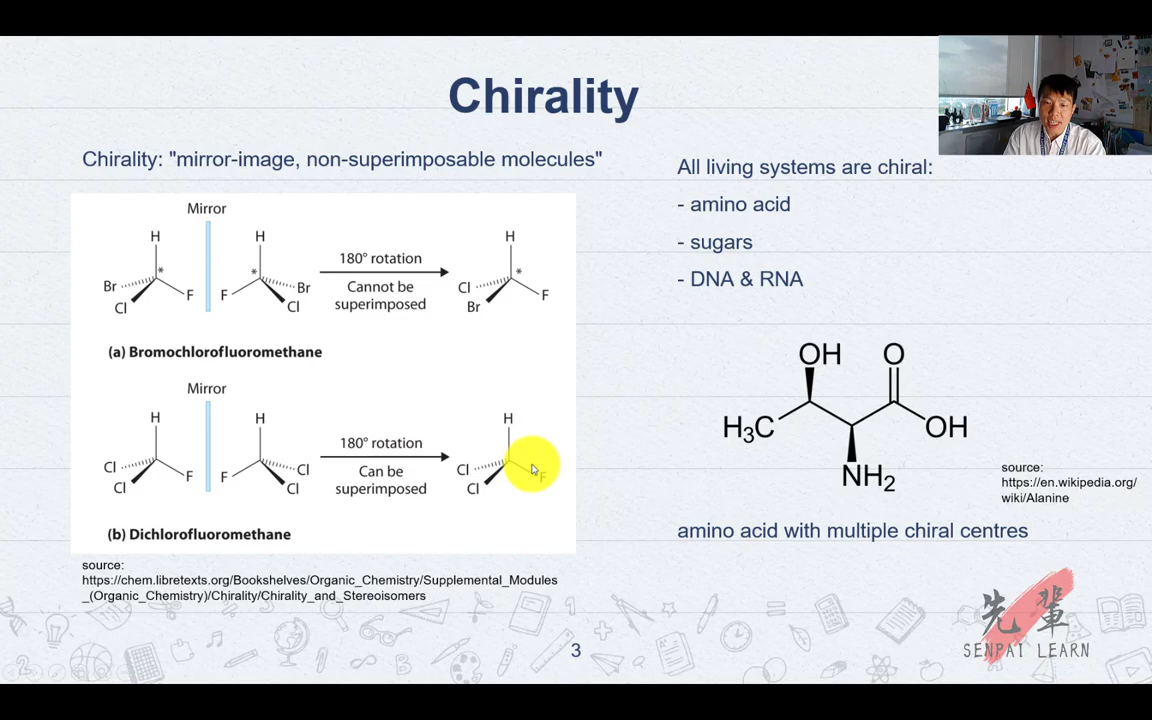 Chirality
Chirality: "mirror-image, non-superimposable molecules"
Mirror
H
H
H
*
*
*
Br
Cl
F
F
Br
Cl
180° rotation
Cannot be
superimposed
Cl
Br
F
(a) Bromochlorofluoromethane
Mirror
H
H
H
Cl
Cl
F
F
Cl
Cl
180° rotation
Can be
superimposed
Cl
Cl
F
(b) Dichlorofluoromethane
source:
https://chem.libretexts.org/Bookshelves/Organic_Chemistry/Supplemental_Modules
_(Organic_Chemistry)/Chirality/Chirality_and_Stereoisomers
All living systems are chiral:
- amino acid
- sugars
- DNA & RNA
OH
O
H3C
OH
NH2
source:
https://en.wikipedia.org/
wiki/Alanine
amino acid with multiple chiral centres
3
先輩
SENPAI LEARN